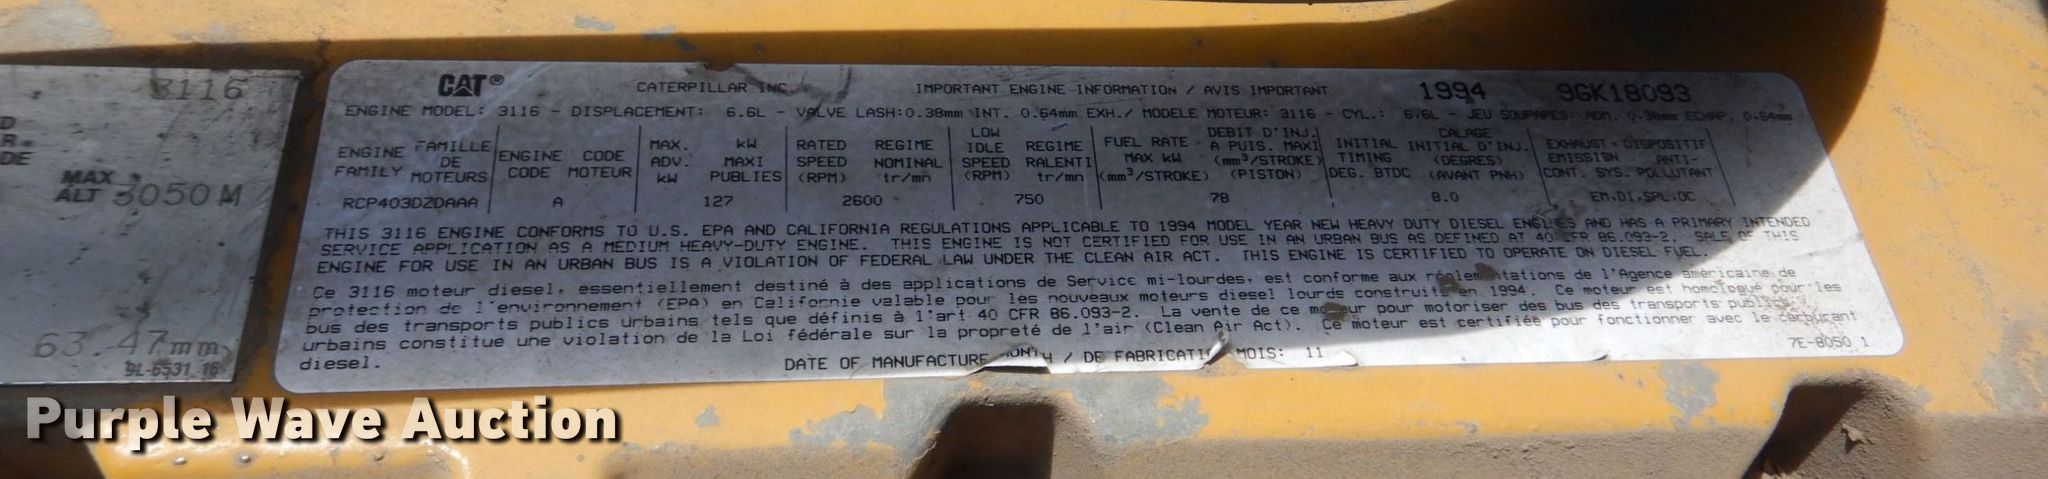 3116
MAX.
ALT 3050 M
63.47mm
9L-6531 16
CAT® CATERPILLAR INC. IMPORTANT ENGINE INFORMATION / AVIS IMPORTANT 1994 9GK18093
ENGINE MODEL: 3116 - DISPLACEMENT: 6.6L - VALVE LASH:0.38mm INT. 0.64mm EXH./ MODELE MOTEUR: 3116 - CYL.: 6.6L - JEU SOUPAPES: ADM. 0.38mm ECHAP. 0.64mm
ENGINE FAMILY
FAMILLE DE MOTEURS
ENGINE CODE
CODE MOTEUR
MAX. ADV. kW
kW MAXI PUBLIES
RATED SPEED (RPM)
REGIME NOMINAL tr/mn
LOW IDLE SPEED (RPM)
REGIME RALENTI tr/mn
FUEL RATE MAX kW (mm³/STROKE)
DEBIT D'INJ. A PUIS. MAXI (mm³/STROKE) (PISTON)
INITIAL TIMING DEG. BTDC
CALAGE INITIAL D'INJ. (DEGRES) (AVANT PNH)
EXHAUST EMISSION CONT. SYS.
DISPOSITIF ANTI- POLLUTANT
RCP403DZDAAA A 127 2600 750 78 8.0 EM,DI,SPL,OC
THIS 3116 ENGINE CONFORMS TO U.S. EPA AND CALIFORNIA REGULATIONS APPLICABLE TO 1994 MODEL YEAR NEW HEAVY DUTY DIESEL ENGINES AND HAS A PRIMARY INTENDED
SERVICE APPLICATION AS A MEDIUM HEAVY-DUTY ENGINE. THIS ENGINE IS NOT CERTIFIED FOR USE IN AN URBAN BUS AS DEFINED AT 40 CFR 86.093-2. SALE OF THIS
ENGINE FOR USE IN AN URBAN BUS IS A VIOLATION OF FEDERAL LAW UNDER THE CLEAN AIR ACT. THIS ENGINE IS CERTIFIED TO OPERATE ON DIESEL FUEL.
Ce 3116 moteur diesel, essentiellement destiné à des applications de Service mi-lourdes, est conforme aux réglementations de l'Agence américaine de
protection de l'environnement (EPA) en Californie valable pour les nouveaux moteurs diesel lourds construits en 1994. Ce moteur est homologué pour les
bus des transports publics urbains tels que définis à l'art 40 CFR 86.093-2. La vente de ce moteur pour motoriser des bus des transports publics
urbains constitue une violation de la Loi fédérale sur la propreté de l'air (Clean Air Act). Ce moteur est certifiée pour fonctionner avec le carburant
diesel.
7E-8050 1
DATE OF MANUFACTURE MONTH / DE FABRICATI MOIS: 11
Purple Wave Auction